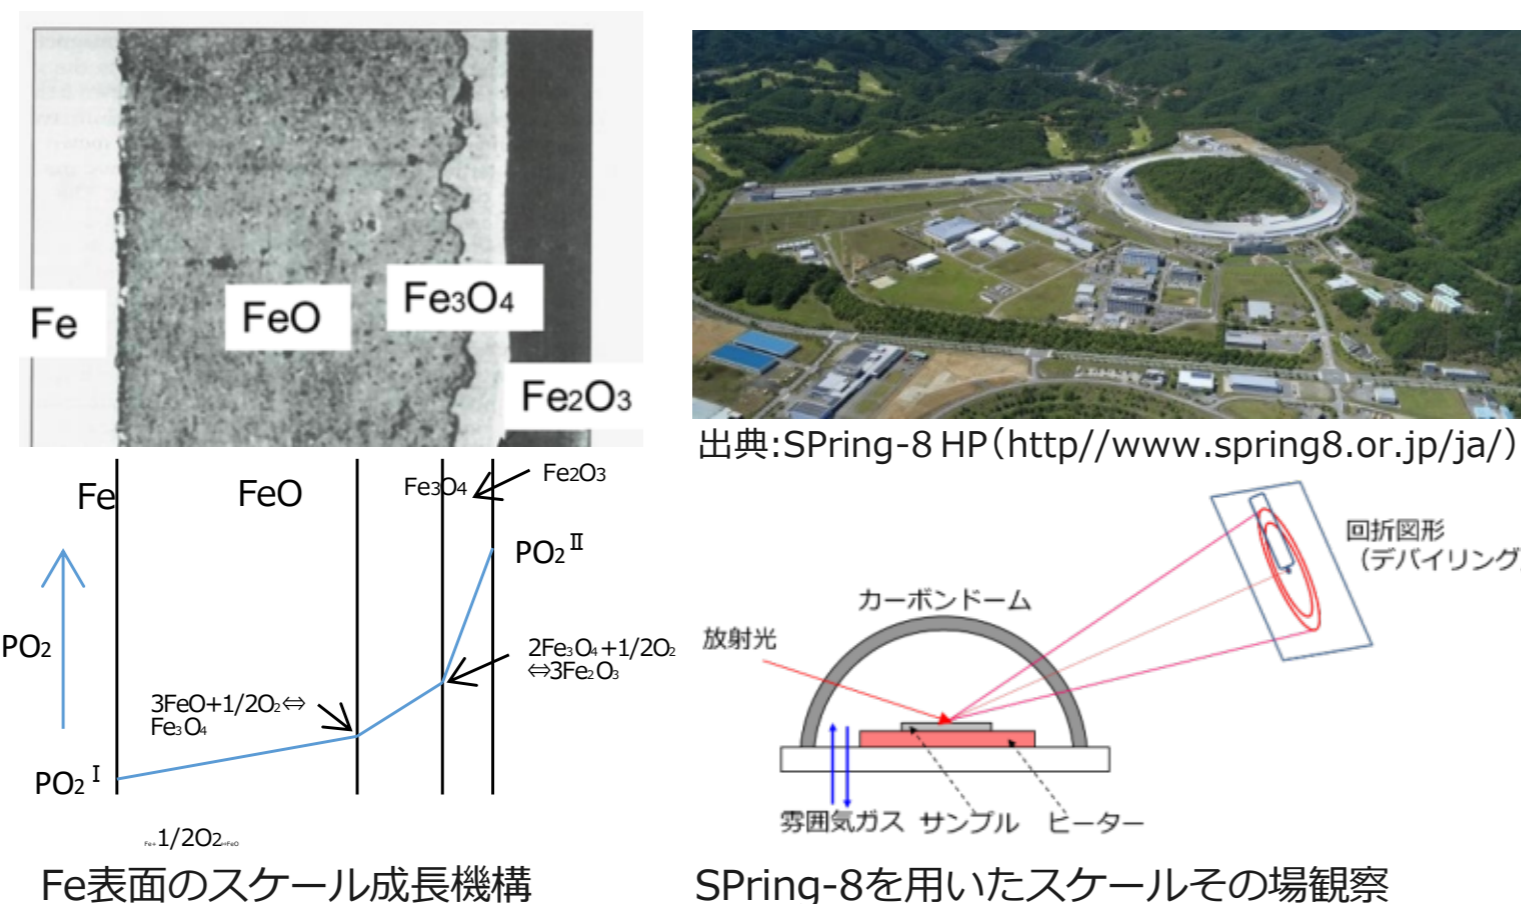 Fe
FeO
Fe3O4
Fe2O3
Fe
FeO
Fe3O4
Fe2O3
PO2 Ⅱ
PO2
2Fe3O4+1/2O2
⇔3Fe2O3
3FeO+1/2O2⇔
Fe3O4
PO2 Ⅰ
Fe+1/2O2⇔FeO
Fe表面のスケール成長機構
出典:SPring-8 HP(http//www.spring8.or.jp/ja/)
回折図形
(デバイリング
カーボンドーム
放射光
雰囲気ガス サンプル ヒーター
SPring-8を用いたスケールその場観察